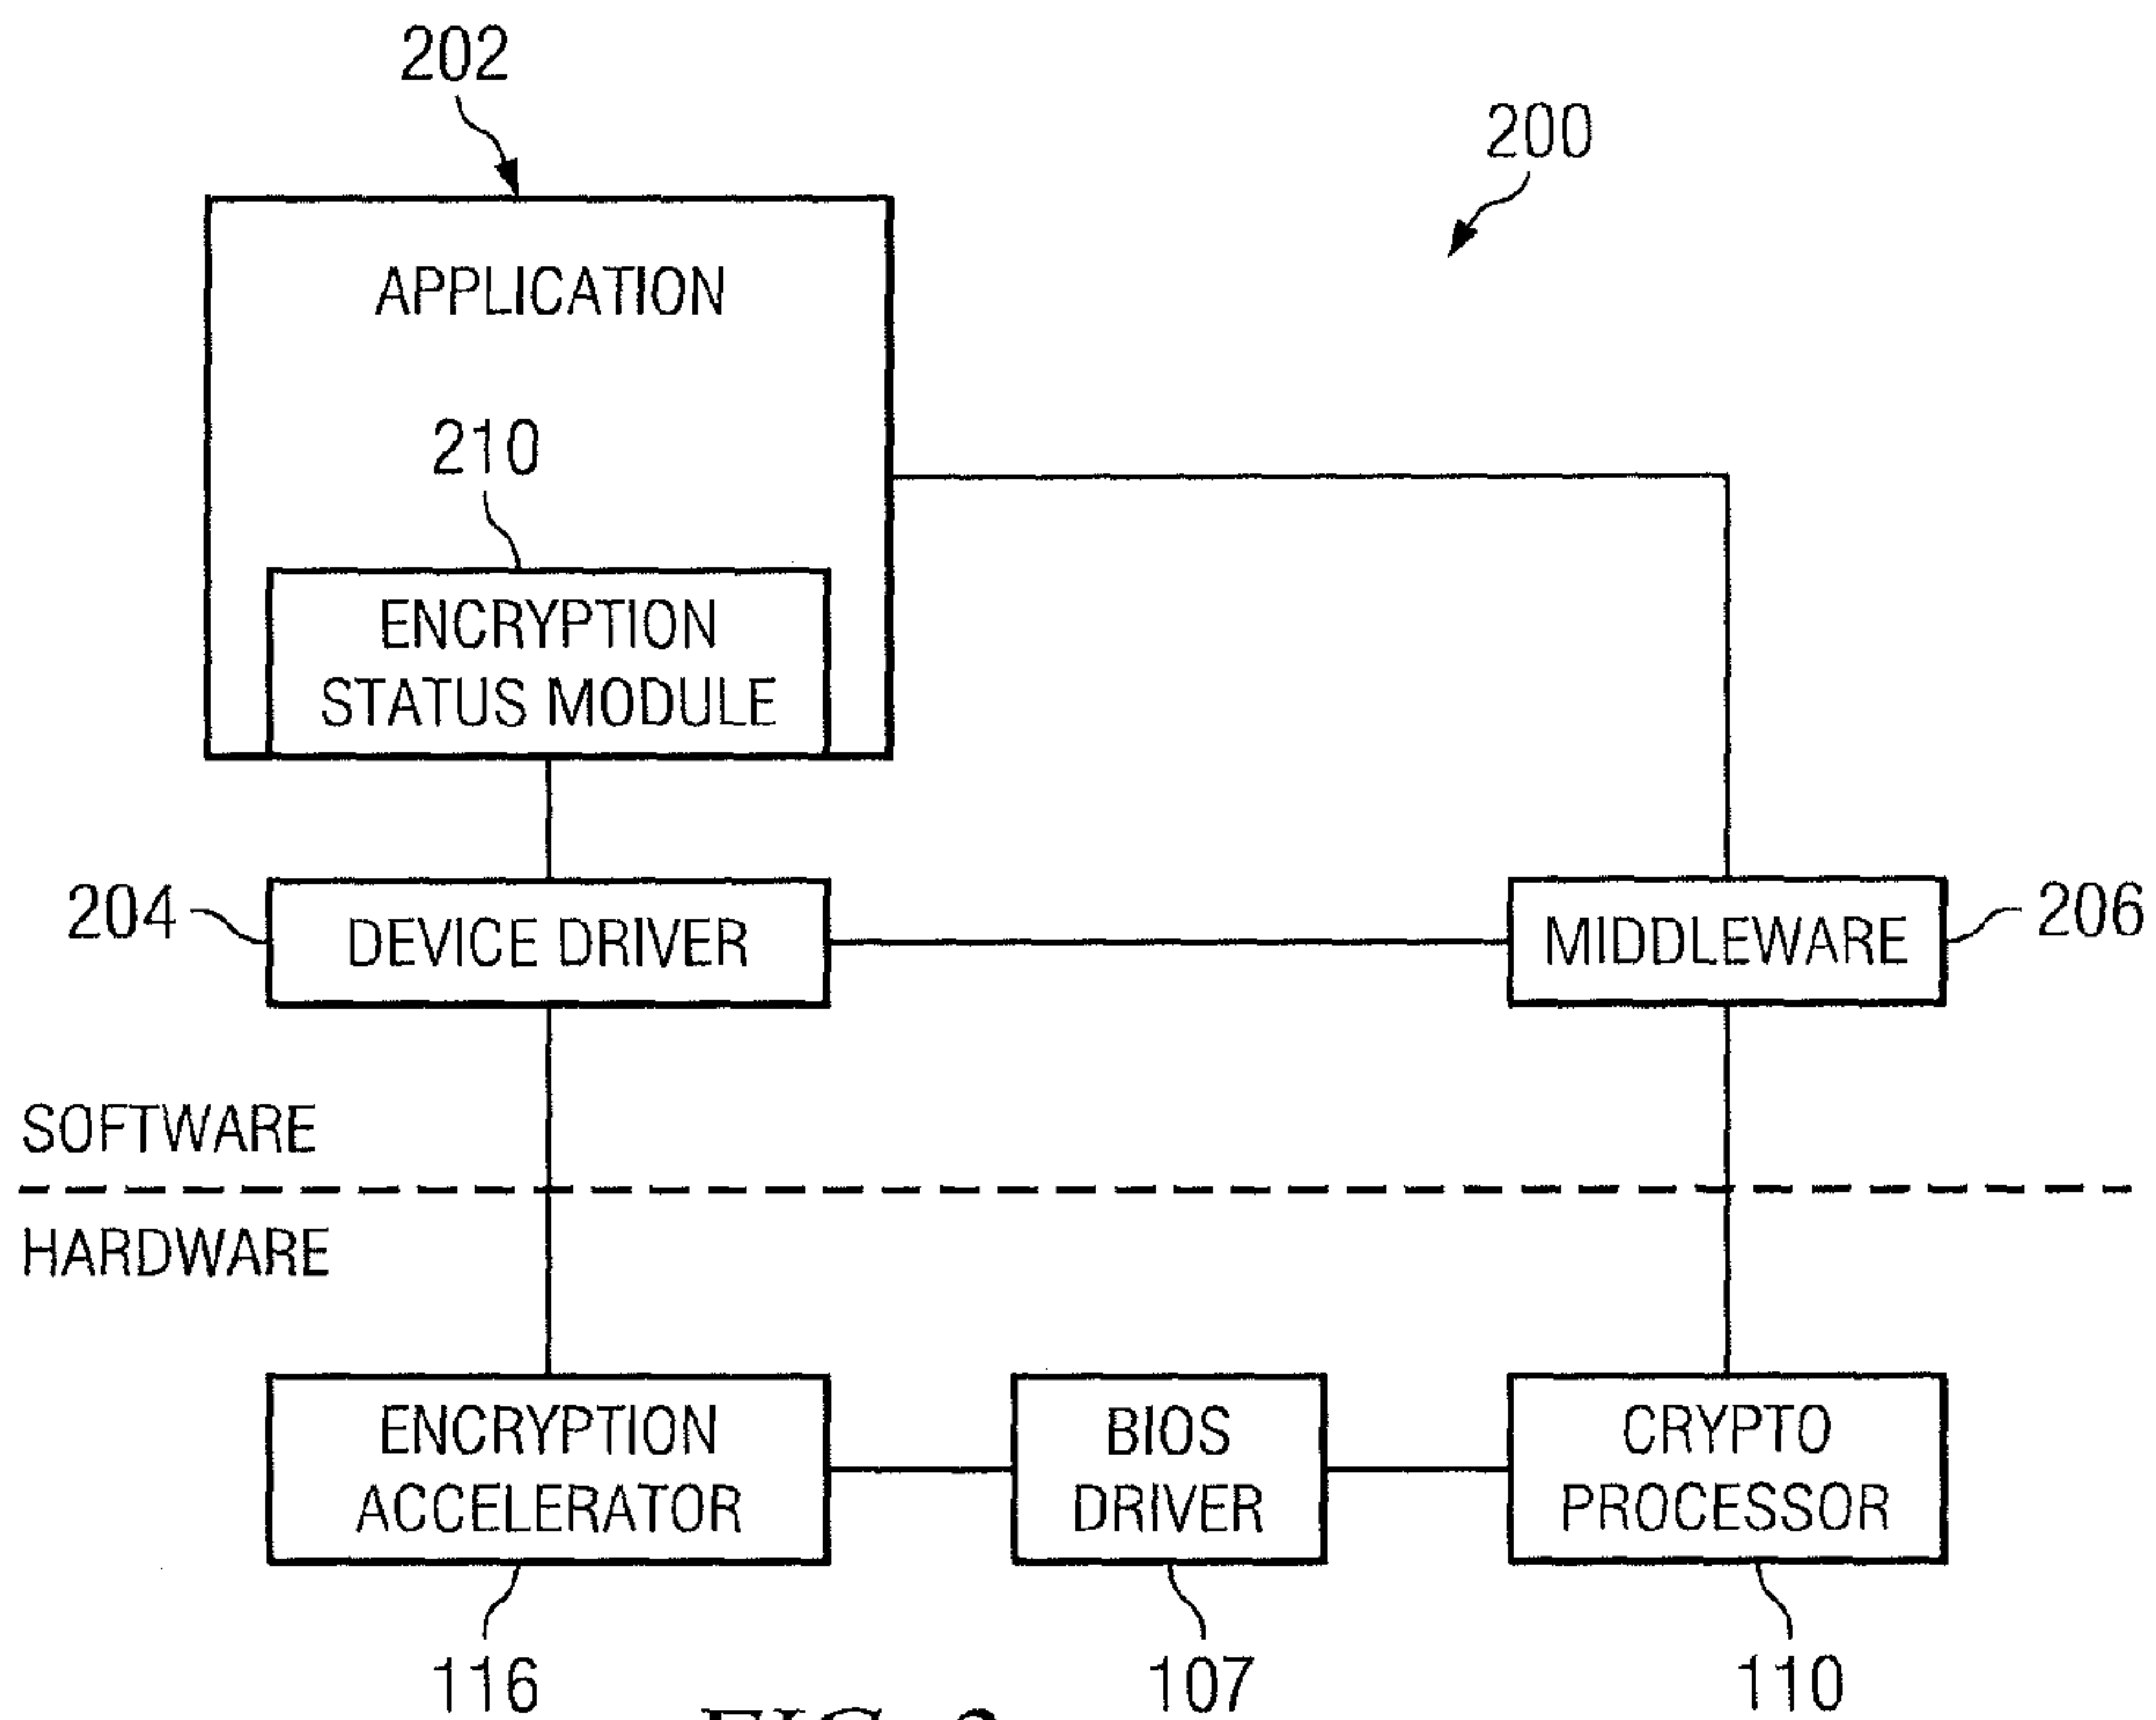 202
200
APPLICATION
210
ENCRYPTION
STATUS MODULE
204
DEVICE DRIVER
MIDDLEWARE
206
SOFTWARE
HARDWARE
ENCRYPTION
ACCELERATOR
BIOS
DRIVER
CRYPTO
PROCESSOR
116
107
110